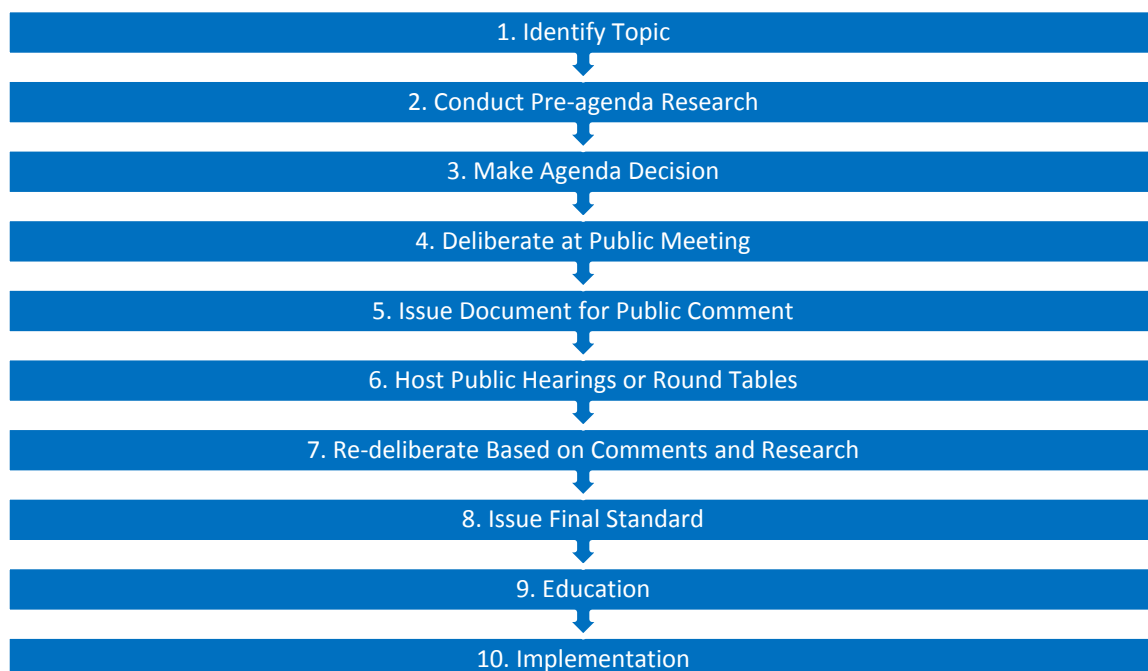 1. Identify Topic
2. Conduct Pre-agenda Research
3. Make Agenda Decision
4. Deliberate at Public Meeting
5. Issue Document for Public Comment
6. Host Public Hearings or Round Tables
7. Re-deliberate Based on Comments and Research
8. Issue Final Standard
9. Education
10. Implementation